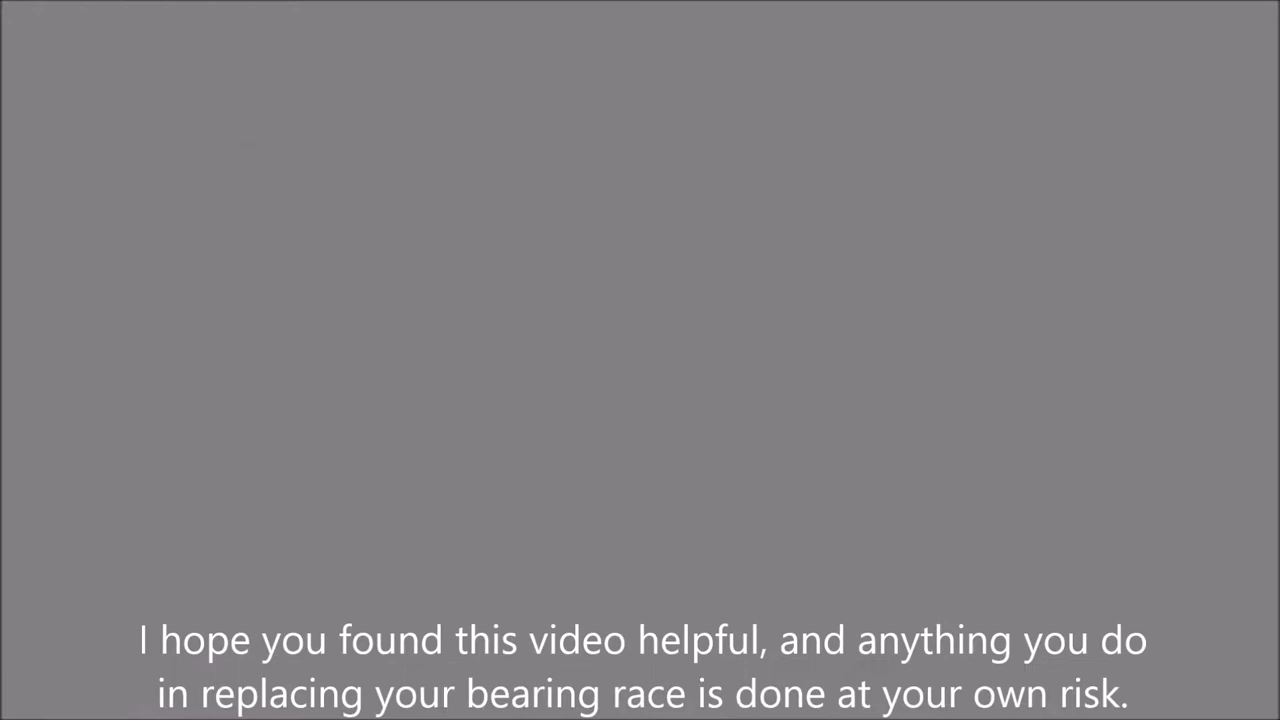 I hope you found this video helpful, and anything you do
in replacing your bearing race is done at your own risk.